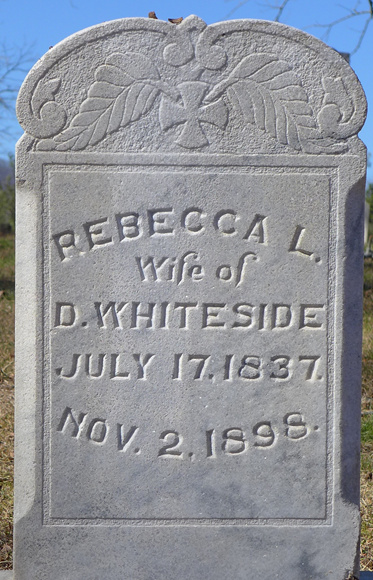 REBECCA L.
Wife of
D. WHITESIDE
JULY 17, 1837.
NOV. 2, 1898.